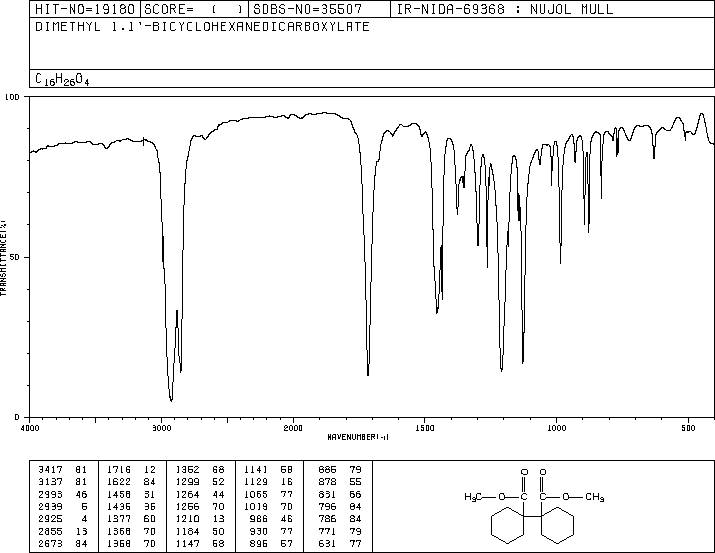 HIT-NO=19180 SCORE= ( ) SDBS-NO=35507 IR-NIDA-69368 : NUJOL MULL
DIMETHYL 1,1'-BICYCLOHEXANEDICARBOXYLATE
C16H26O4
100
50
0
TRANSMITTANCE(%)
4000 3000 2000 1500 1000 500
WAVENUMBER(-1)
3417 81 1716 12 1352 68 1141 58 885 79
3137 81 1622 84 1299 52 1129 16 878 55
2993 46 1458 31 1264 44 1065 77 831 66
2939 6 1436 36 1256 70 1019 70 796 84
2925 4 1377 60 1210 13 986 46 786 84
2855 13 1368 70 1184 50 930 77 771 79
2673 84 1358 70 1147 58 896 57 631 77
O O
H3C O C C O CH3